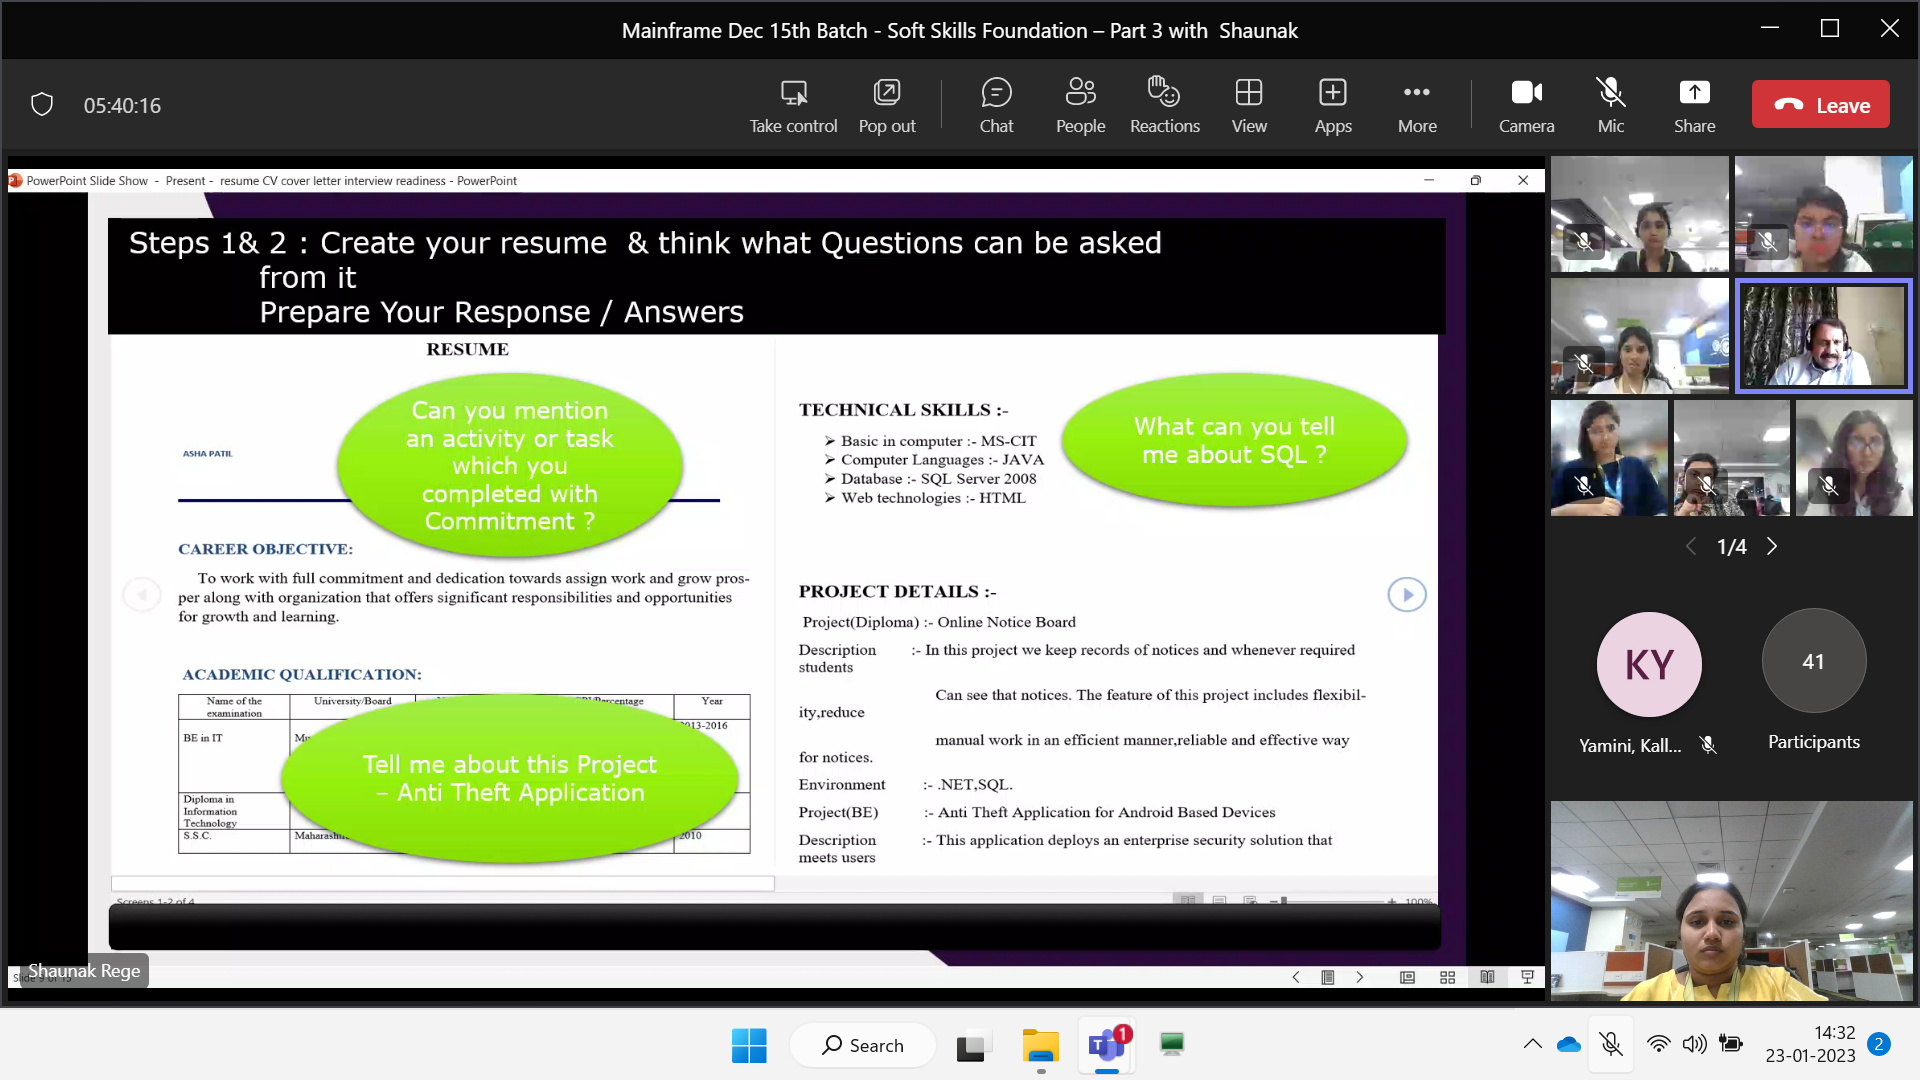 Mainframe Dec 15th Batch - Soft Skills Foundation – Part 3 with Shaunak
05:40:16
Take control
Pop out
Chat
People
Reactions
View
Apps
More
Camera
Mic
Share
Leave
PowerPoint Slide Show - Present - resume CV cover letter interview readiness - PowerPoint
Steps 1& 2 : Create your resume & think what Questions can be asked
from it
Prepare Your Response / Answers
RESUME
Can you mention
an activity or task
which you
completed with
Commitment ?
ASHA PATIL
CAREER OBJECTIVE:
To work with full commitment and dedication towards assign work and grow pros-
per along with organization that offers significant responsibilities and opportunities
for growth and learning.
ACADEMIC QUALIFICATION:
Name of the
examination
University/Board
Percentage
Year
BE in IT
2013-2016
Diploma in
Information
Technology
S.S.C.
2010
Tell me about this Project
– Anti Theft Application
TECHNICAL SKILLS :-
➢ Basic in computer :- MS-CIT
➢ Computer Languages :- JAVA
➢ Database :- SQL Server 2008
➢ Web technologies :- HTML
What can you tell
me about SQL ?
PROJECT DETAILS :-
Project(Diploma) :- Online Notice Board
Description :- In this project we keep records of notices and whenever required
students
Can see that notices. The feature of this project includes flexibil-
ity,reduce
manual work in an efficient manner,reliable and effective way
for notices.
Environment :- .NET,SQL.
Project(BE) :- Anti Theft Application for Android Based Devices
Description :- This application deploys an enterprise security solution that
meets users
Screens 1-2 of 4
100%
Shaunak Rege
1/4
KY
41
Yamini, Kall...
Participants
Search
1
14:32
23-01-2023
2